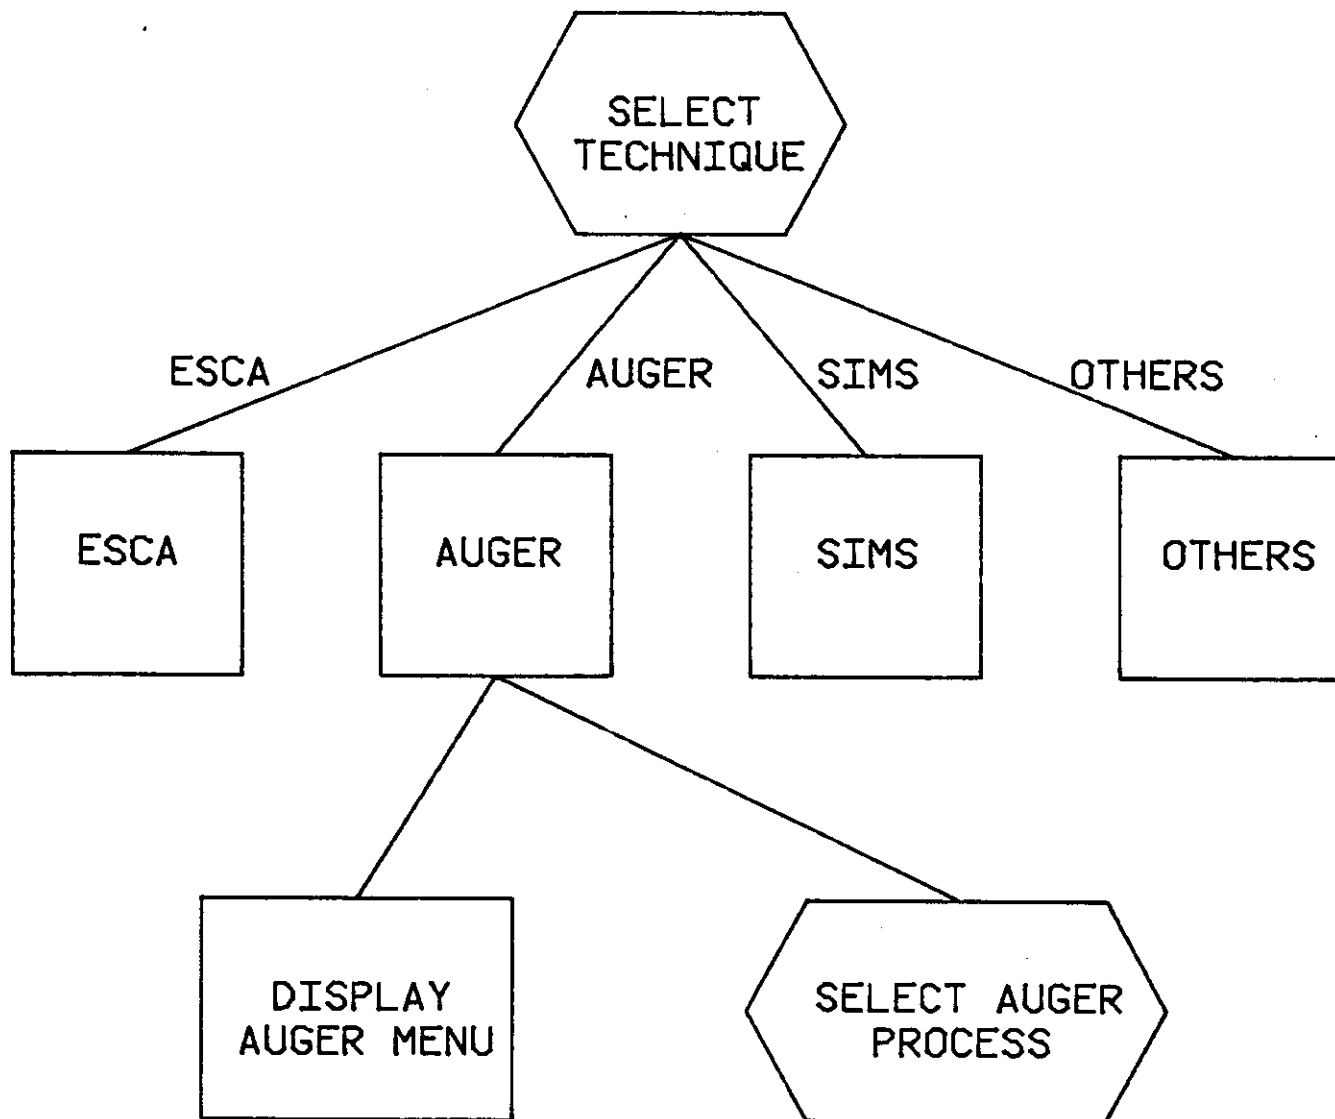 SELECT
TECHNIQUE
ESCA
AUGER
SIMS
OTHERS
ESCA
AUGER
SIMS
OTHERS
DISPLAY
AUGER MENU
SELECT AUGER
PROCESS